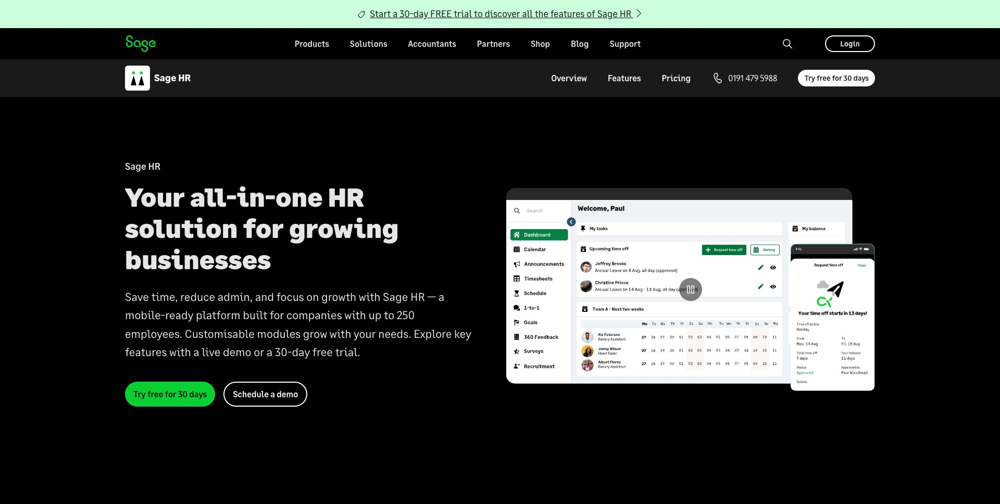 Start a 30-day FREE trial to discover all the features of Sage HR
Sage
Products
Solutions
Accountants
Partners
Shop
Blog
Support
Login
Sage HR
Overview
Features
Pricing
0191 479 5988
Try free for 30 days
Sage HR
Your all-in-one HR
solution for growing
businesses
Save time, reduce admin, and focus on growth with Sage HR — a
mobile-ready platform built for companies with up to 250
employees. Customisable modules grow with your needs. Explore key
features with a live demo or a 30-day free trial.
Try free for 30 days
Schedule a demo
Search
Dashboard
Calendar
Announcements
Timesheets
Schedule
1-to-1
Goals
360 Feedback
Surveys
Recruitment
Welcome, Paul
My tasks
Upcoming time off
Request time off
History
Jeffrey Brooks
Annual Leave on 8 Aug, all day (approved)
Christine Prince
Annual Leave on 14 Aug - 18 Aug, all day (approved)
Team A - Next two weeks
Mo Tu We Th Fr Sa Su Mo Tu We Th Fr Sa Su Mo
Riz Peterson
Bakery Assistant
27 28 29 30 01 02 03 04 05 06 07 08 09 10 11
Jenny Wilson
Head Baker
27 28 29 30 01 02 03 04 05 06 07 08 09 10 11
Albert Flores
Bakery Assistant
27 28 29 30 01 02 03 04 05 06 07 08 09 10 11
My balance
9:41
Request time off
Close
Your time off starts in 13 days!
Time off policy
Holiday
From To
Mon, 14 Aug Fri, 18 Aug
Total time off Your balance
5 days 11 days
Status Approved by
Approved Paul Woodhead
Details